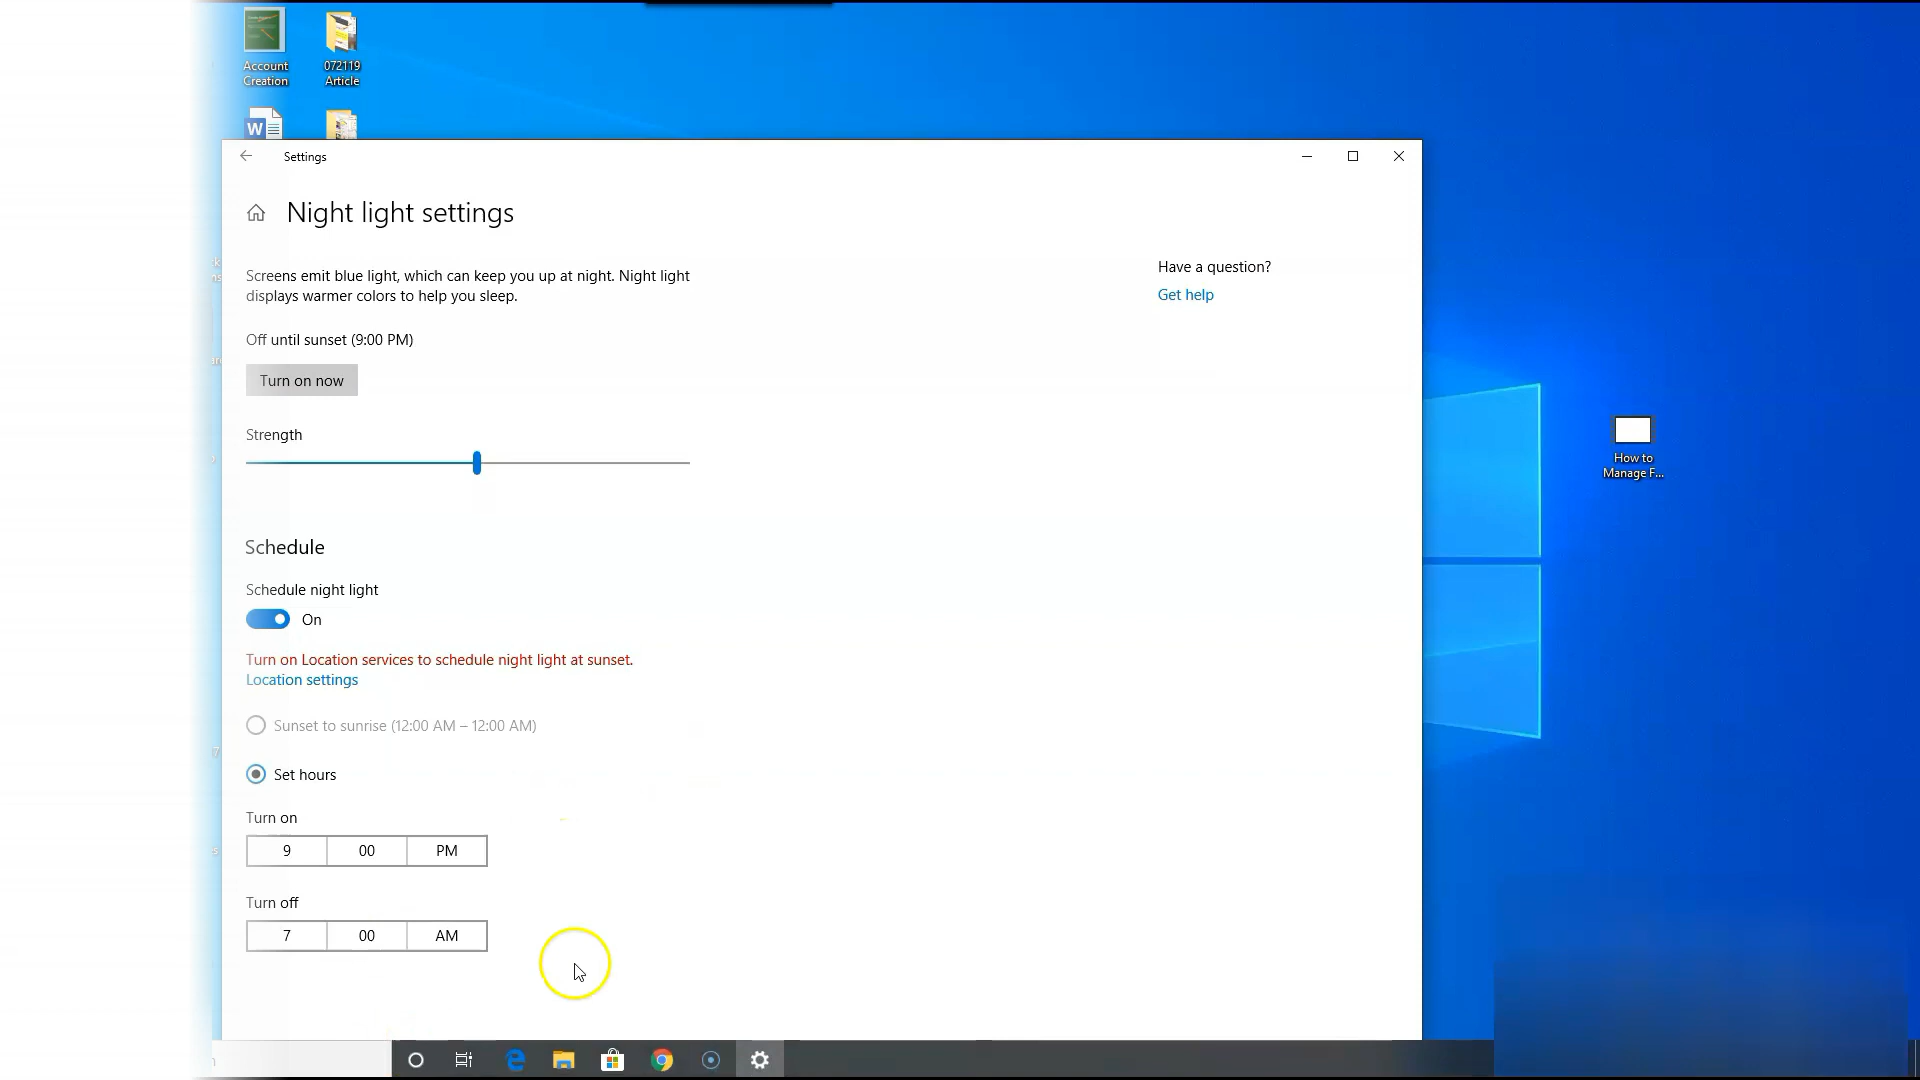 Account
Creation
072119
Article
W
Settings
Night light settings
Screens emit blue light, which can keep you up at night. Night light
displays warmer colors to help you sleep.
Have a question?
Get help
Off until sunset (9:00 PM)
Turn on now
Strength
How to
Manage F...
Schedule
Schedule night light
On
Turn on Location services to schedule night light at sunset.
Location settings
Sunset to sunrise (12:00 AM – 12:00 AM)
Set hours
Turn on
9 00 PM
Turn off
7 00 AM